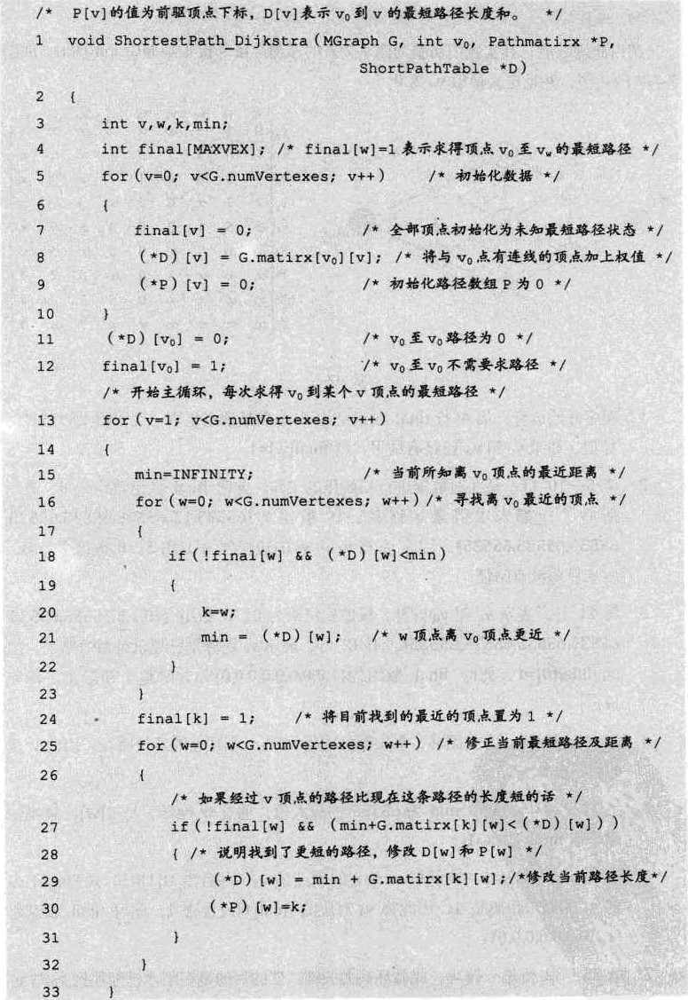 /* P[v]的值为前驱顶点下标，D[v]表示 v₀到 v 的最短路径长度和。 */
1 void ShortestPath_Dijkstra(MGraph G, int v₀, Pathmatirx *P,
ShortPathTable *D)
2 {
3 int v,w,k,min;
4 int final[MAXVEX]; /* final[w]=1 表示求得顶点 v₀至 vw的最短路径 */
5 for(v=0; v<G.numVertexes; v++) /* 初始化数据 */
6 {
7 final[v] = 0; /* 全部顶点初始化为未知最短路径状态 */
8 (*D)[v] = G.matirx[v₀][v]; /* 将与 v₀点有连线的顶点加上权值 */
9 (*P)[v] = 0; /* 初始化路径数组 P 为 0 */
10 }
11 (*D)[v₀] = 0; /* v₀至 v₀路径为 0 */
12 final[v₀] = 1; /* v₀至 v₀不需要求路径 */
/* 开始主循环，每次求得 v₀到某个 v 顶点的最短路径 */
13 for(v=1; v<G.numVertexes; v++)
14 {
15 min=INFINITY; /* 当前所知离 v₀顶点的最近距离 */
16 for(w=0; w<G.numVertexes; w++)/* 寻找离 v₀最近的顶点 */
17 {
18 if(!final[w] && (*D)[w]<min)
19 {
20 k=w;
21 min = (*D)[w]; /* w 顶点离 v₀顶点更近 */
22 }
23 }
24 final[k] = 1; /* 将目前找到的最近的顶点置为 1 */
25 for(w=0; w<G.numVertexes; w++) /* 修正当前最短路径及距离 */
26 {
/* 如果经过 v 顶点的路径比现在这条路径的长度短的话 */
27 if(!final[w] && (min+G.matirx[k][w]<(*D)[w]))
28 { /* 说明找到了更短的路径，修改 D[w]和 P[w] */
29 (*D)[w] = min + G.matirx[k][w];/*修改当前路径长度*/
30 (*P)[w]=k;
31 }
32 }
33 }